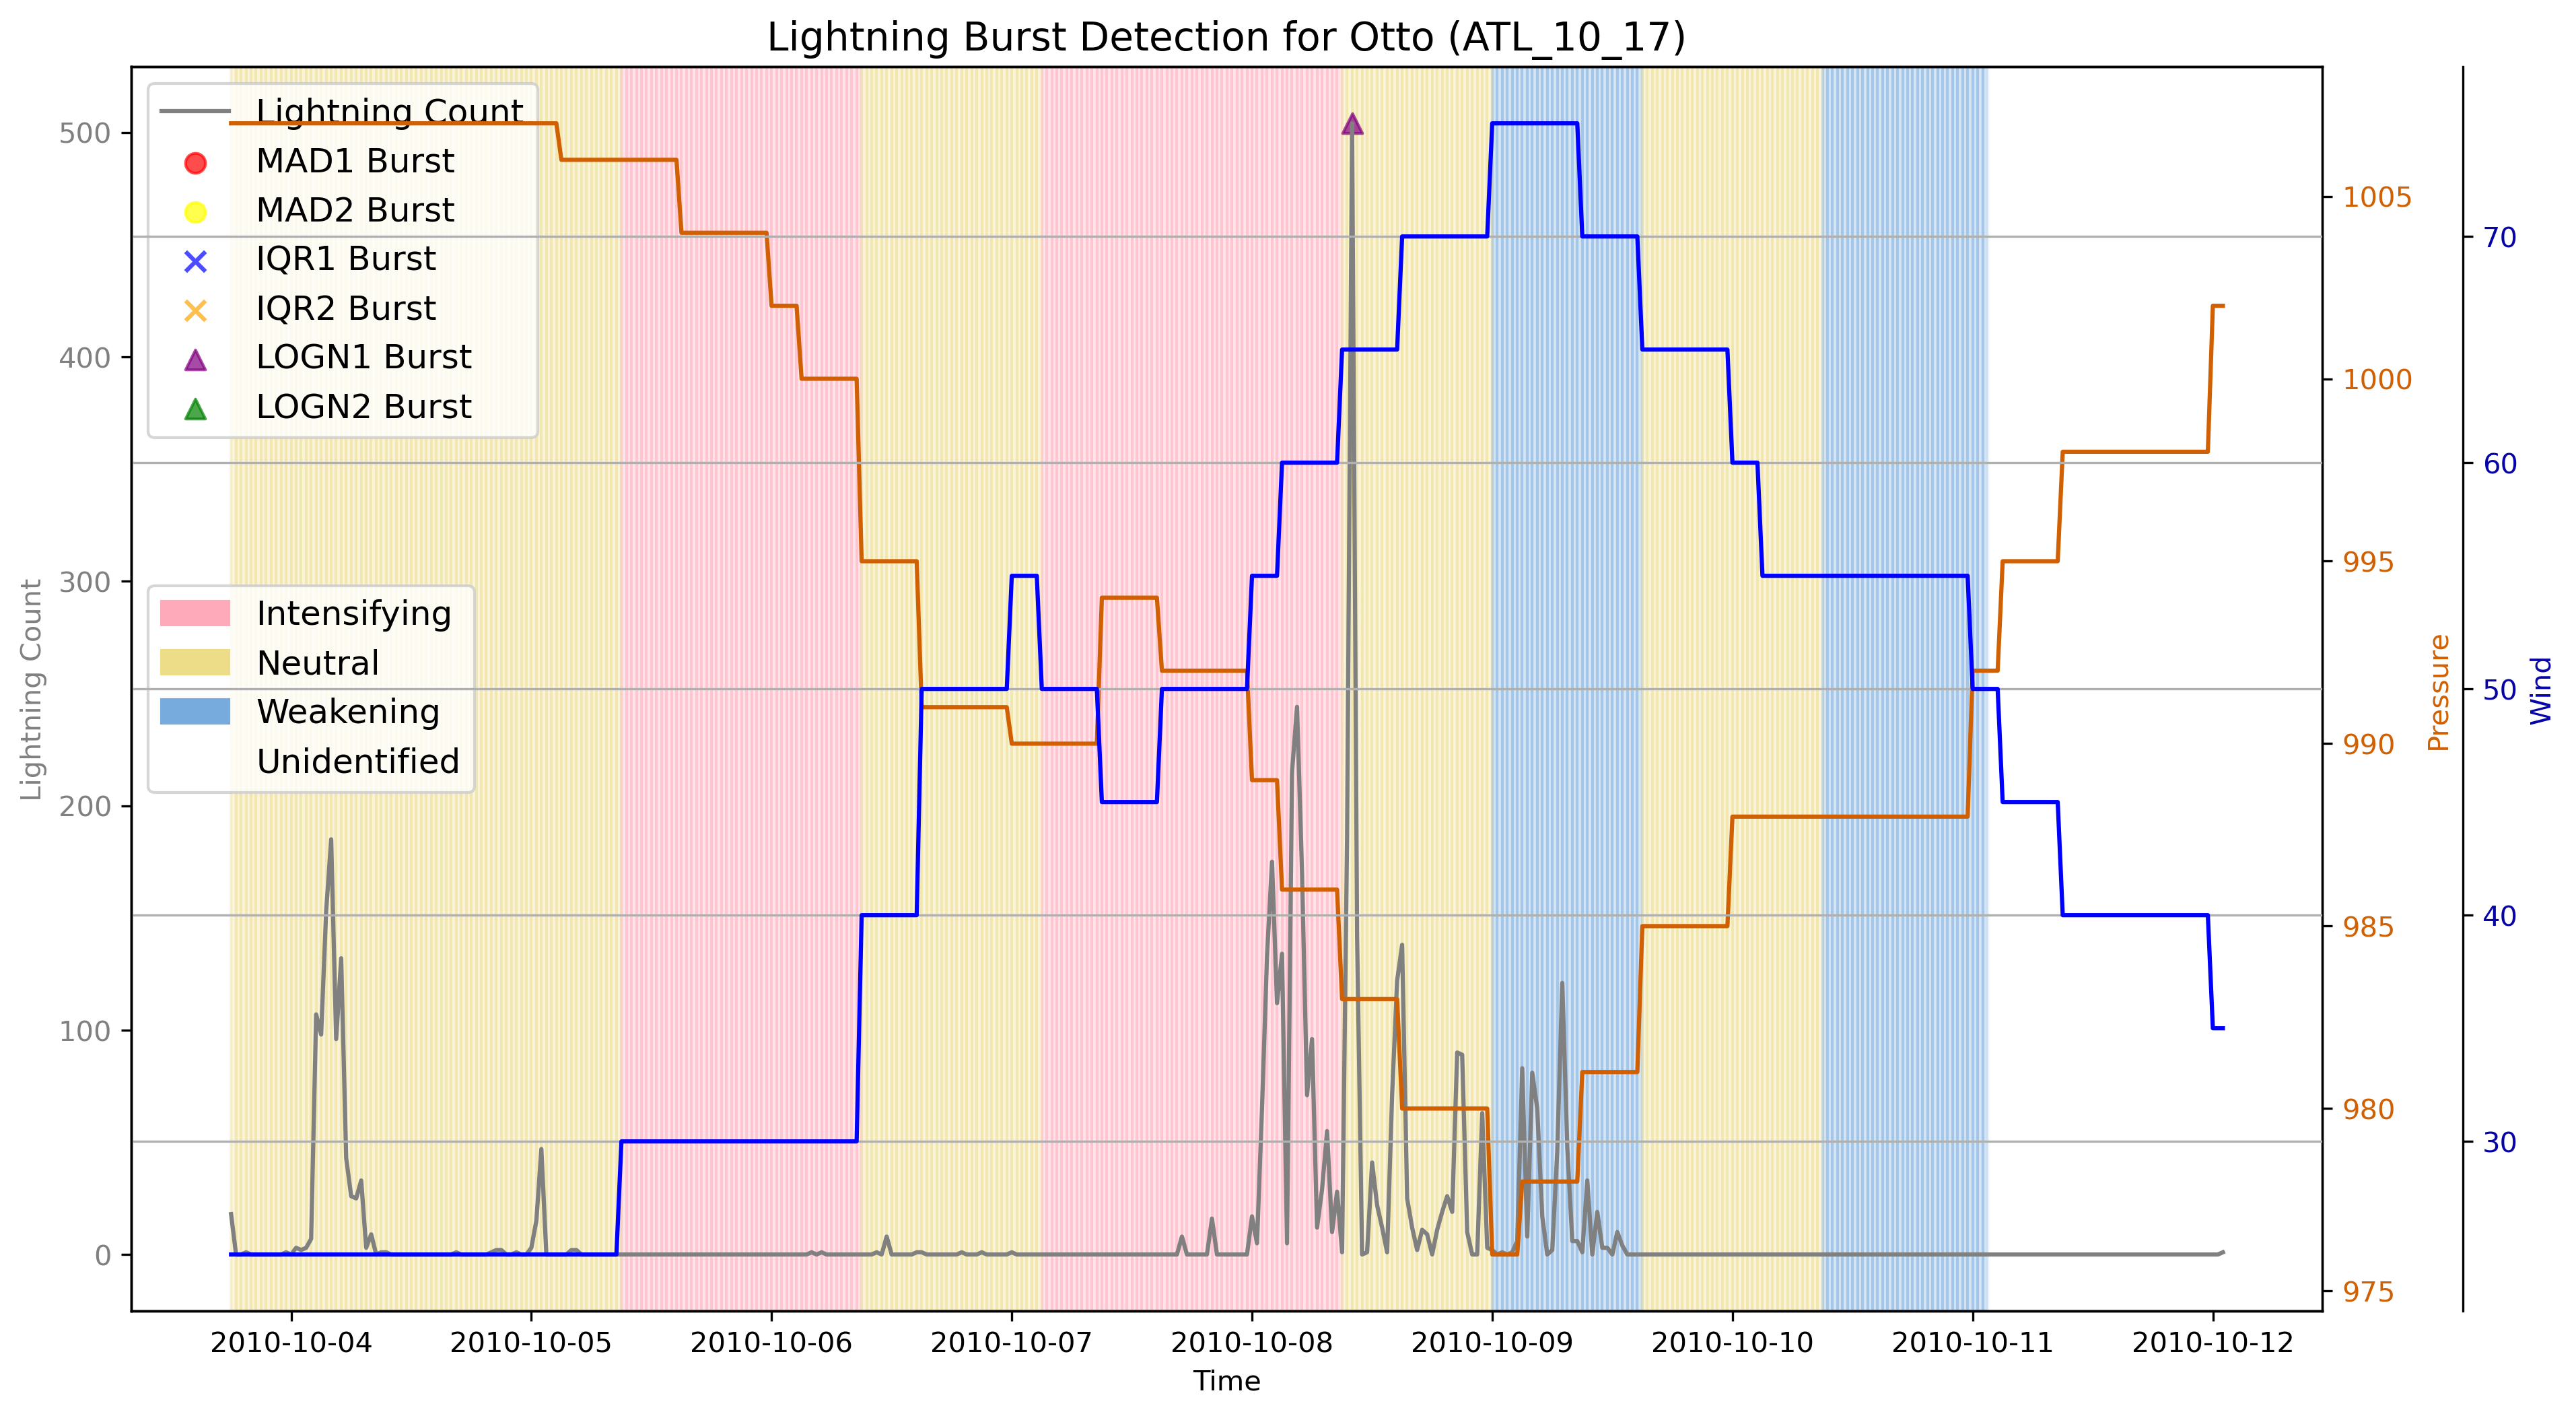 Lightning Burst Detection for Otto (ATL_10_17)
Lightning Count
MAD1 Burst
MAD2 Burst
IQR1 Burst
IQR2 Burst
LOGN1 Burst
LOGN2 Burst
Intensifying
Neutral
Weakening
Unidentified
Lightning Count
500
400
300
200
100
0
1005
1000
995
990
985
980
975
Pressure
70
60
50
40
30
Wind
2010-10-04 2010-10-05 2010-10-06 2010-10-07 2010-10-08 2010-10-09 2010-10-10 2010-10-11 2010-10-12
Time